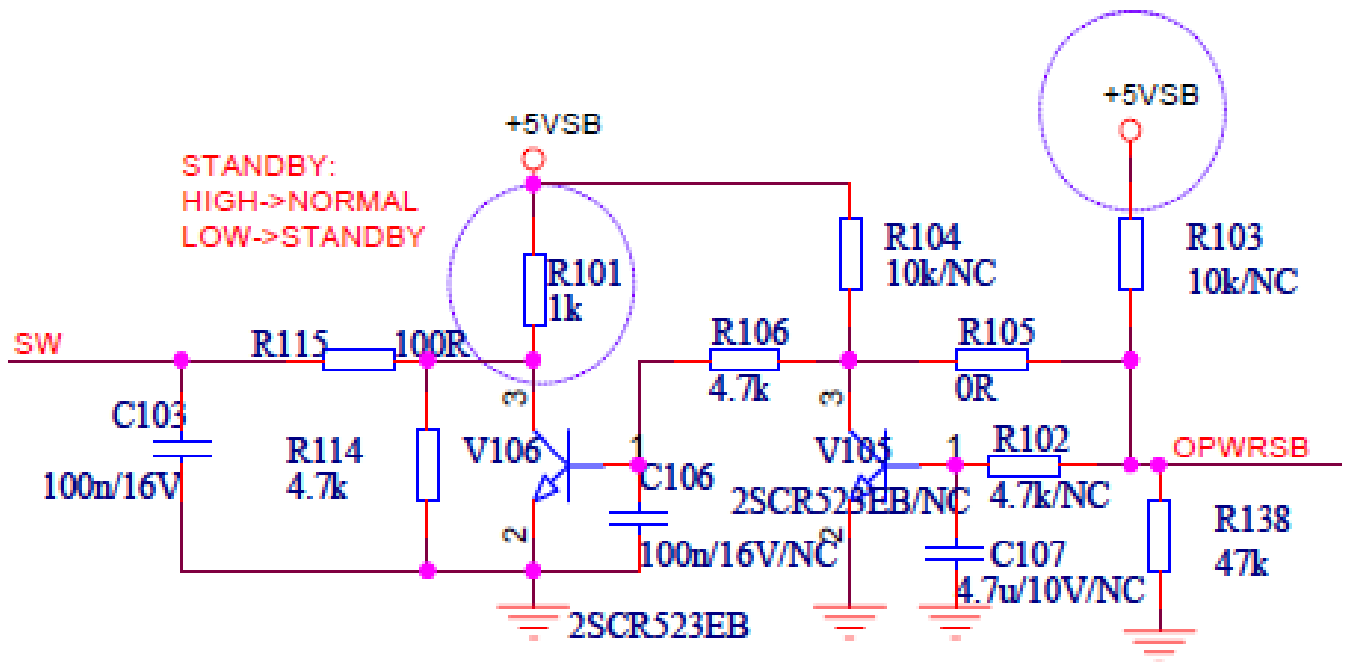 +5VSB
+5VSB
STANDBY:
HIGH->NORMAL
LOW->STANDBY
R104
10k/NC
R103
10k/NC
R101
1k
SW
R115
100R
R106
4.7k
R105
0R
3
3
C103
100n/16V
R114
4.7k
V106
1
C106
100n/16V/NC
2
2SCR523EB
V105
1
2SCR523EB/NC
2
R102
4.7k/NC
OPWRSB
C107
4.7u/10V/NC
R138
47k